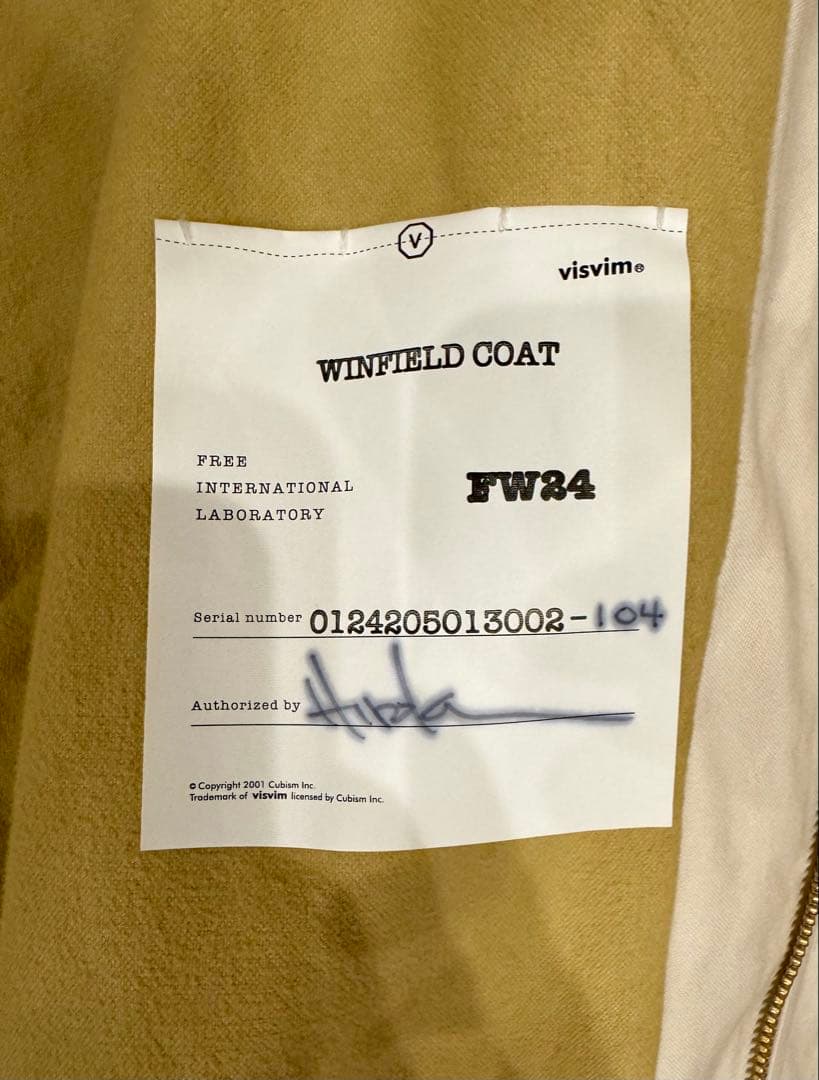 V
visvim®
WINFIELD COAT
FREE
INTERNATIONAL
LABORATORY
FW24
Serial number 0124205013002-104
Authorized by
© Copyright 2001 Cubism Inc.
Trademark of visvim licensed by Cubism Inc.